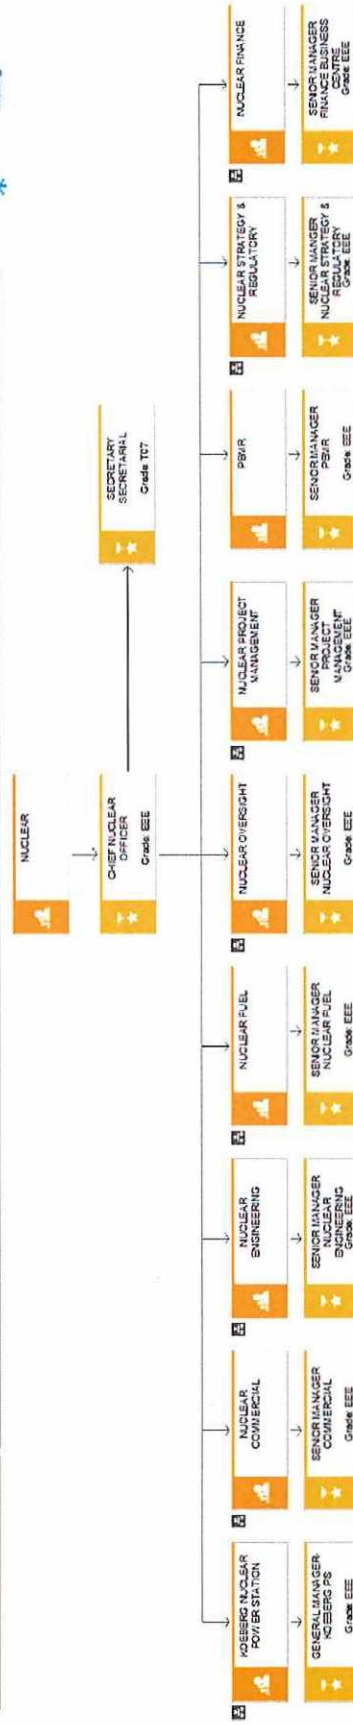 NUCLEAR
CHIEF NUCLEAR
OFFICER
Grade: EEE
SECRETARY
SECRETARIAL
Grade: T07
KOEBERG NUCLEAR
POWER STATION
GENERAL MANAGER-
KOEBERG PS
Grade: EEE
NUCLEAR
COMMERCIAL
SENIOR MANAGER
COMMERCIAL
Grade: EEE
NUCLEAR
ENGINEERING
SENIOR MANAGER
NUCLEAR
ENGINEERING
Grade: EEE
NUCLEAR FUEL
SENIOR MANAGER
NUCLEAR FUEL
Grade: EEE
NUCLEAR OVERSIGHT
SENIOR MANAGER
NUCLEAR OVERSIGHT
Grade: EEE
NUCLEAR PROJECT
MANAGEMENT
SENIOR MANAGER
PROJECT
MANAGEMENT
Grade: EEE
PBMR
SENIOR MANAGER
PBMR
Grade: EEE
NUCLEAR STRATEGY &
REGULATORY
SENIOR MANGER
NUCLEAR STRATEGY &
REGULATORY
Grade: EEE
NUCLEAR FINANCE
SENIOR MANAGER
FINANCE BUSINESS
CENTRE
Grade: EEE